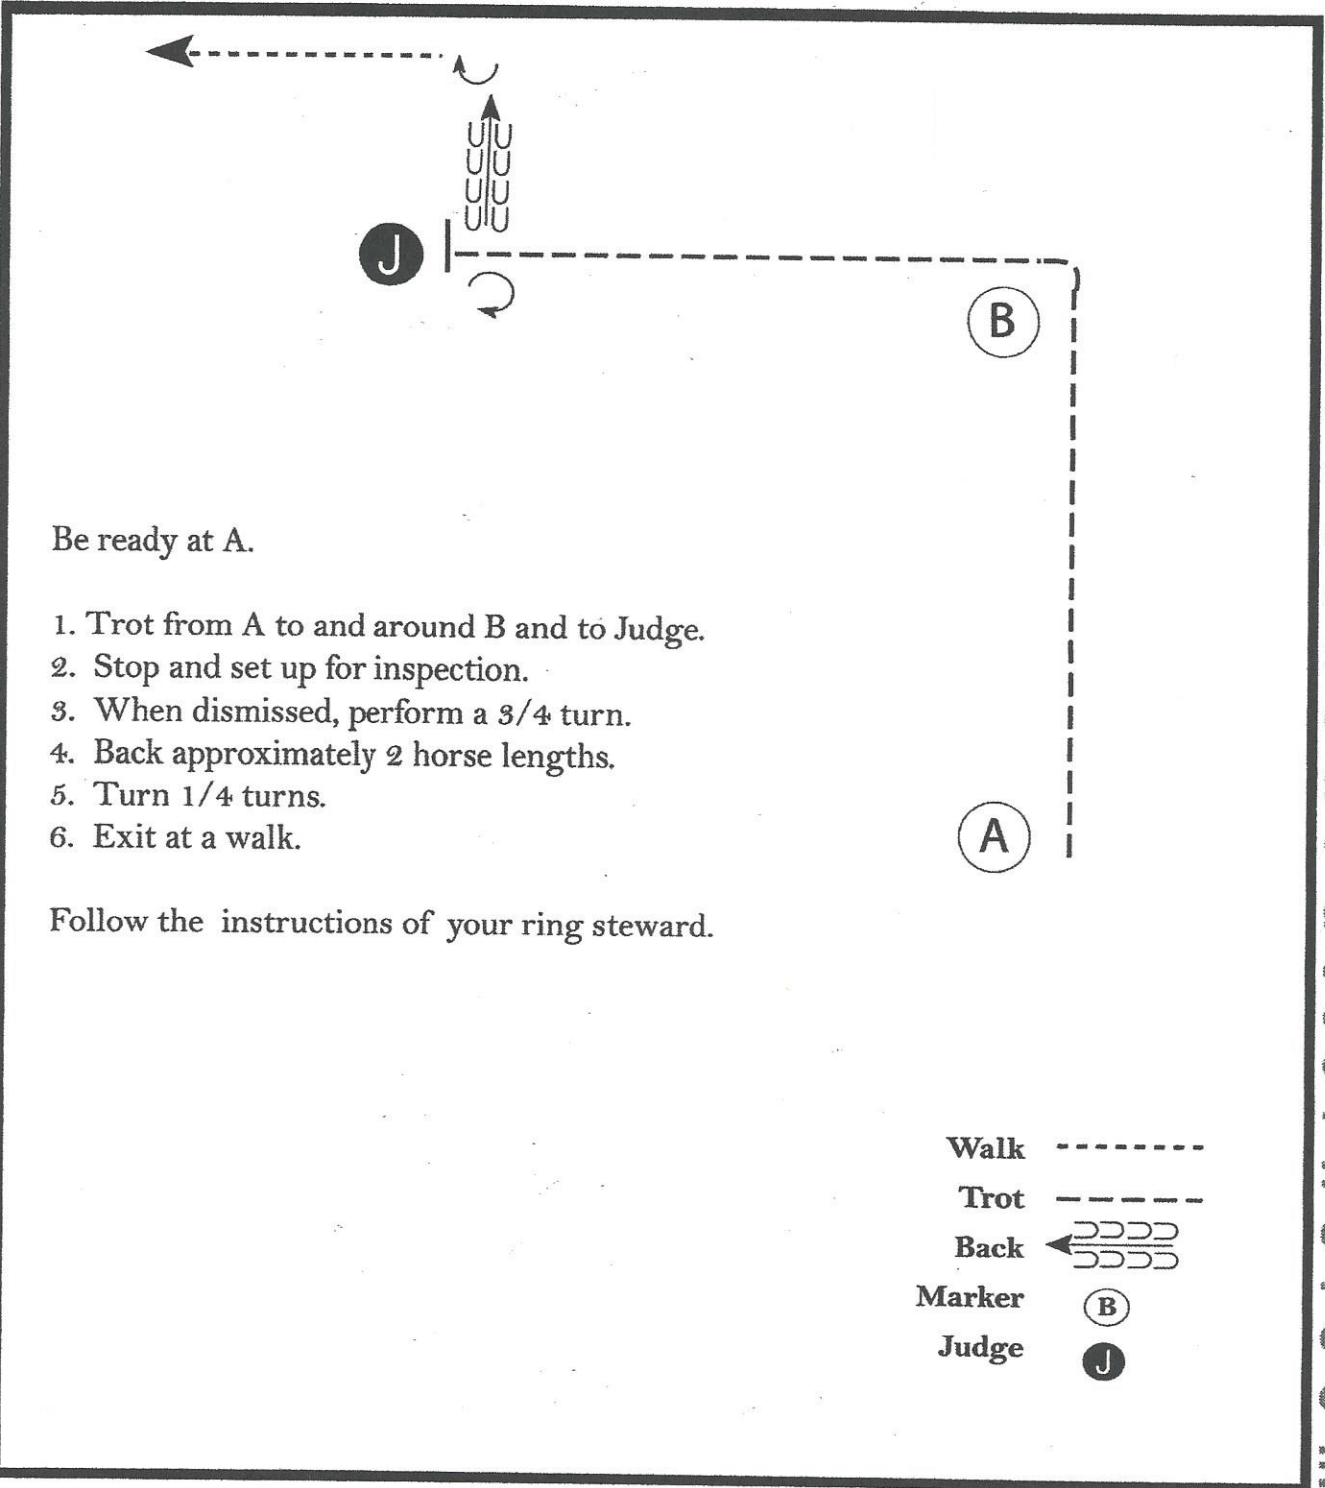 J
B
Be ready at A.
1. Trot from A to and around B and to Judge.
2. Stop and set up for inspection.
3. When dismissed, perform a 3/4 turn.
4. Back approximately 2 horse lengths.
5. Turn 1/4 turns.
6. Exit at a walk.
A
Follow the instructions of your ring steward.
Walk
Trot
Back
Marker B
Judge J